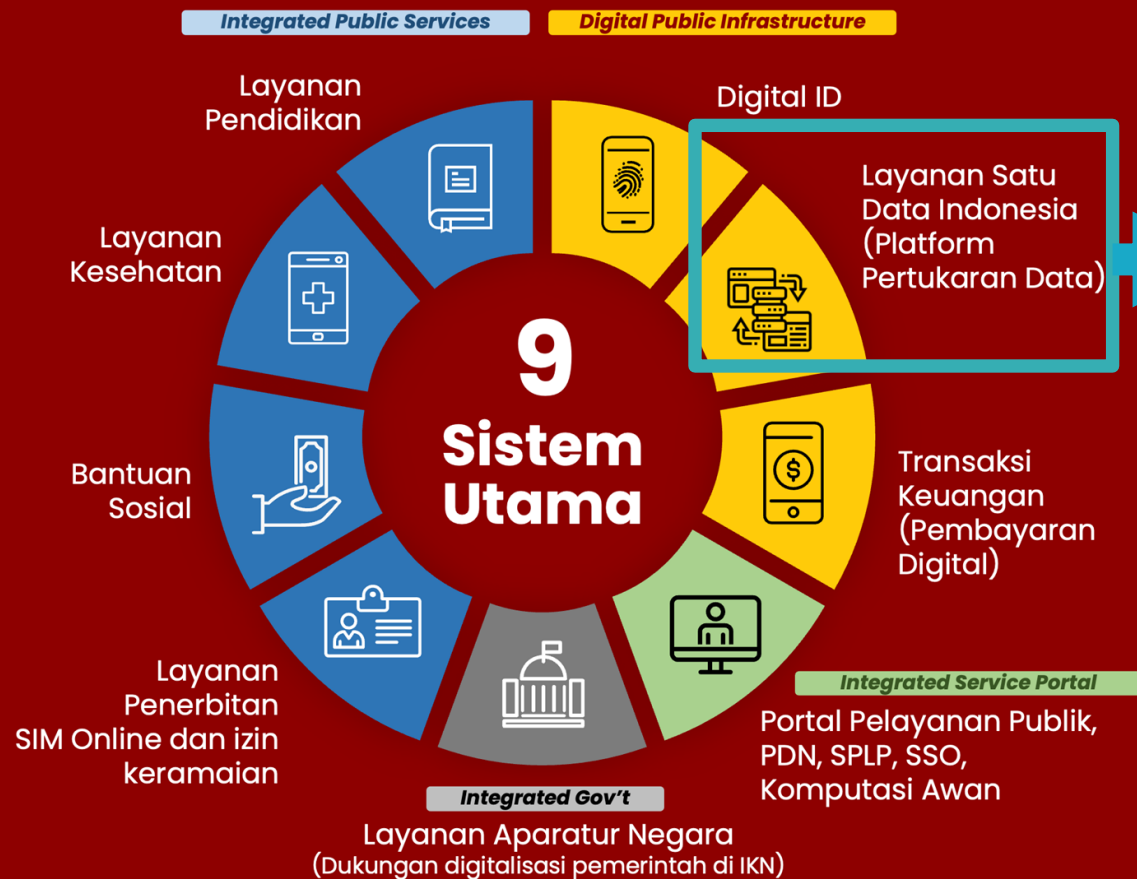 Integrated Public Services
Digital Public Infrastructure
Layanan
Pendidikan
Digital ID
Layanan Satu
Data Indonesia
(Platform
Pertukaran Data)
Layanan
Kesehatan
9
Sistem
Utama
Bantuan
Sosial
Transaksi
Keuangan
(Pembayaran
Digital)
Layanan
Penerbitan
SIM Online dan izin
keramaian
Integrated Service Portal
Portal Pelayanan Publik,
PDN, SPLP, SSO,
Komputasi Awan
Integrated Gov't
Layanan Aparatur Negara
(Dukungan digitalisasi pemerintah di IKN)